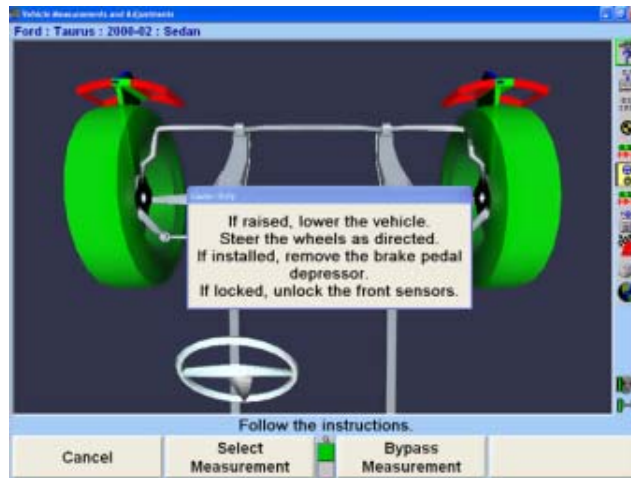 Vehicle Measurements and Adjustments
Ford : Taurus : 2000-02 : Sedan
If raised, lower the vehicle.
Steer the wheels as directed.
If installed, remove the brake pedal
depressor.
If locked, unlock the front sensors.
Follow the instructions.
Cancel
Select
Measurement
Bypass
Measurement